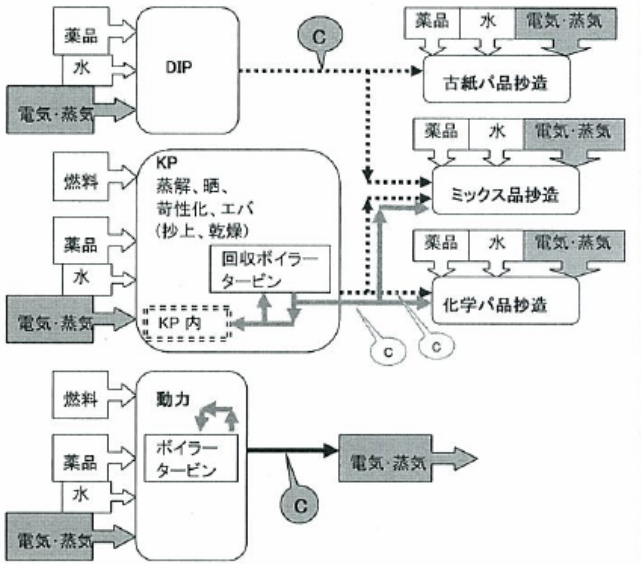 薬品
水
電気・蒸気
DIP
C
薬品
水
電気・蒸気
古紙パ品抄造
燃料
薬品
水
電気・蒸気
KP
蒸解、晒、
苛性化、エバ
(抄上、乾燥)
回収ボイラー
タービン
KP 内
薬品
水
電気・蒸気
ミックス品抄造
薬品
水
電気・蒸気
化学パ品抄造
C
C
燃料
薬品
水
電気・蒸気
動力
ボイラー
タービン
C
電気・蒸気